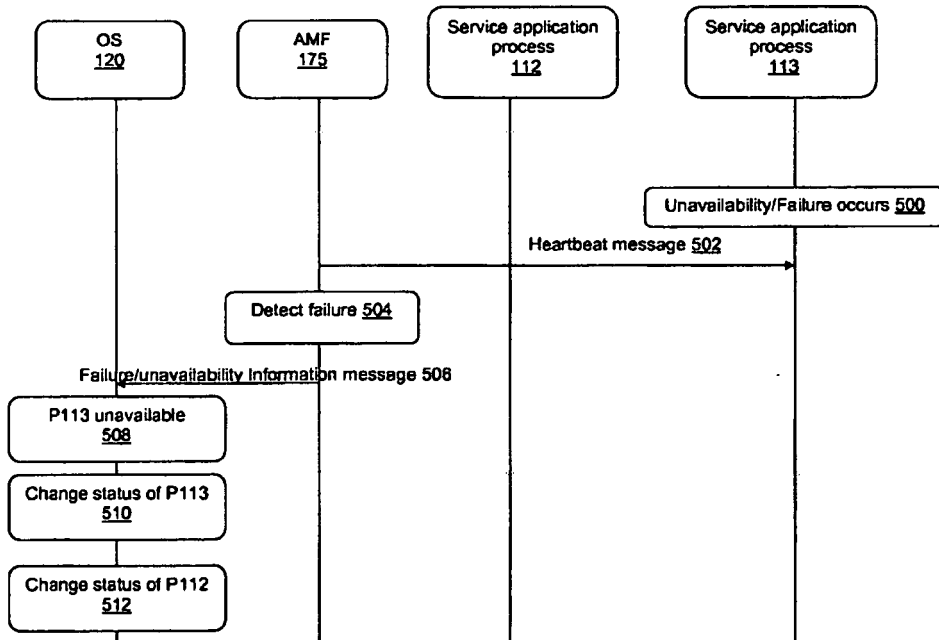 OS
120
AMF
175
Service application
process
112
Service application
process
113
Unavailability/Failure occurs 500
Heartbeat message 502
Detect failure 504
Failure/unavailability Information message 506
P113 unavailable
508
Change status of P113
510
Change status of P112
512